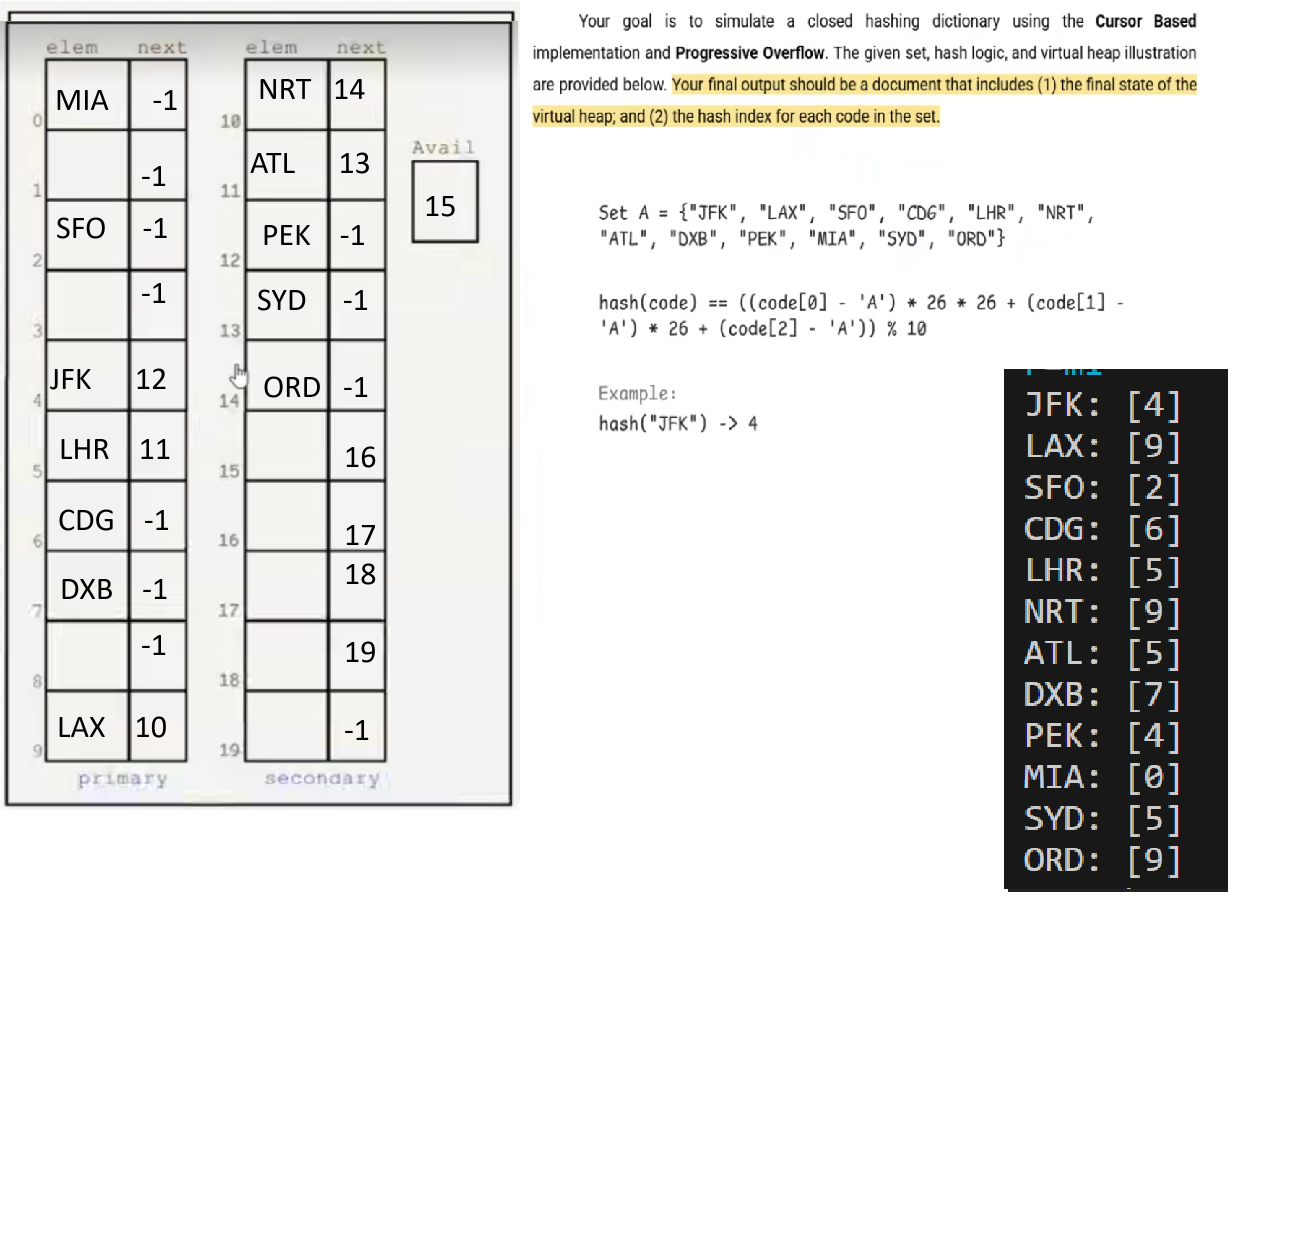 elem next elem next
MIA -1 NRT 14
0 10
Avail
-1 ATL 13
1 11
15
SFO -1 PEK -1
2 12
-1 SYD -1
3 13
JFK 12 ORD -1
4 14
LHR 11 16
5 15
CDG -1 17
6 16
DXB -1 18
7 17
-1 19
8 18
LAX 10 -1
9 19
primary secondary
Your goal is to simulate a closed hashing dictionary using the Cursor Based
implementation and Progressive Overflow. The given set, hash logic, and virtual heap illustration
are provided below. Your final output should be a document that includes (1) the final state of the
virtual heap; and (2) the hash index for each code in the set.
Set A = {"JFK", "LAX", "SFO", "CDG", "LHR", "NRT",
"ATL", "DXB", "PEK", "MIA", "SYD", "ORD"}
hash(code) == ((code[0] - 'A') * 26 * 26 + (code[1] -
'A') * 26 + (code[2] - 'A')) % 10
Example:
hash("JFK") -> 4
JFK: [4]
LAX: [9]
SFO: [2]
CDG: [6]
LHR: [5]
NRT: [9]
ATL: [5]
DXB: [7]
PEK: [4]
MIA: [0]
SYD: [5]
ORD: [9]